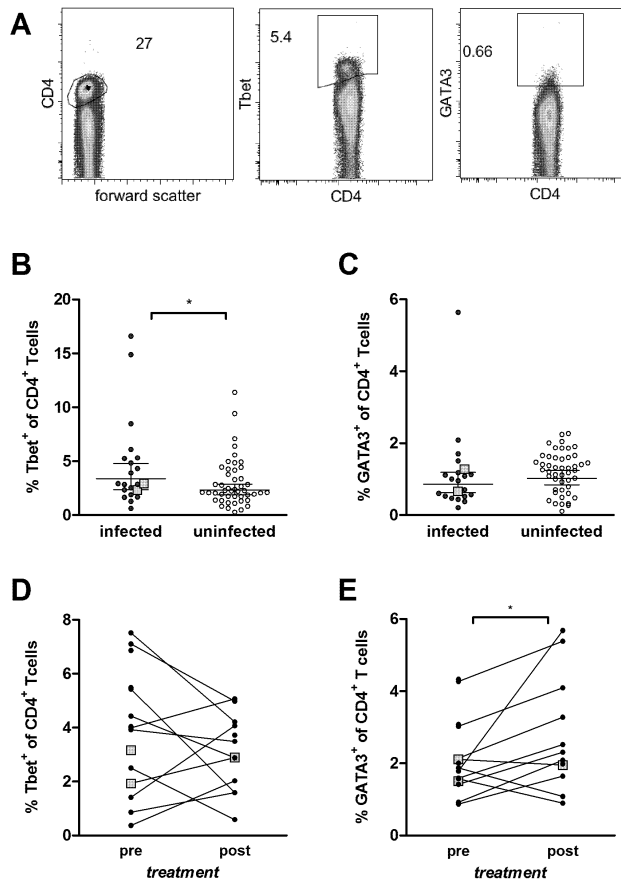 A
27
CD4
forward scatter
5.4
Tbet
CD4
0.66
GATA3
CD4
B
% Tbet+ of CD4+ Tcells
20
15
10
5
0
*
infected
uninfected
C
% GATA3+ of CD4+ Tcells
6
4
2
0
infected
uninfected
D
% Tbet+ of CD4+ Tcells
8
6
4
2
0
pre
post
treatment
E
% GATA3+ of CD4+ T cells
6
4
2
0
*
pre
post
treatment